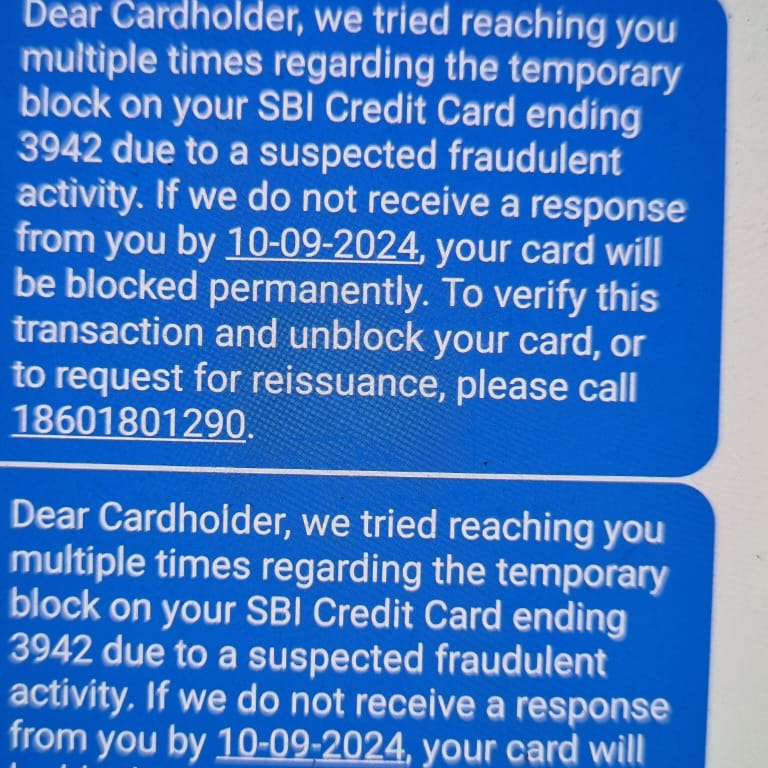 Dear Cardholder, we tried reaching you
multiple times regarding the temporary
block on your SBI Credit Card ending
3942 due to a suspected fraudulent
activity. If we do not receive a response
from you by 10-09-2024, your card will
be blocked permanently. To verify this
transaction and unblock your card, or
to request for reissuance, please call
18601801290.
Dear Cardholder, we tried reaching you
multiple times regarding the temporary
block on your SBI Credit Card ending
3942 due to a suspected fraudulent
activity. If we do not receive a response
from you by 10-09-2024, your card will